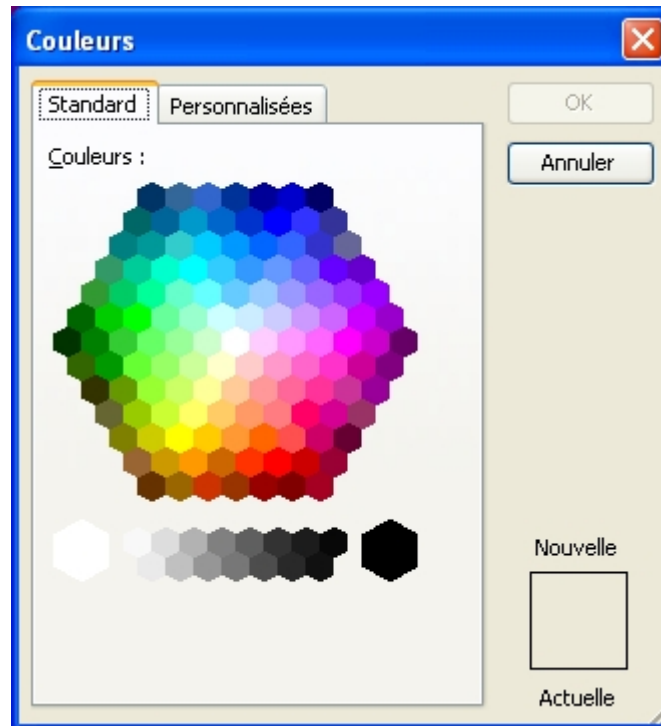 Couleurs
Standard
Personnalisées
OK
Couleurs :
Annuler
Nouvelle
Actuelle